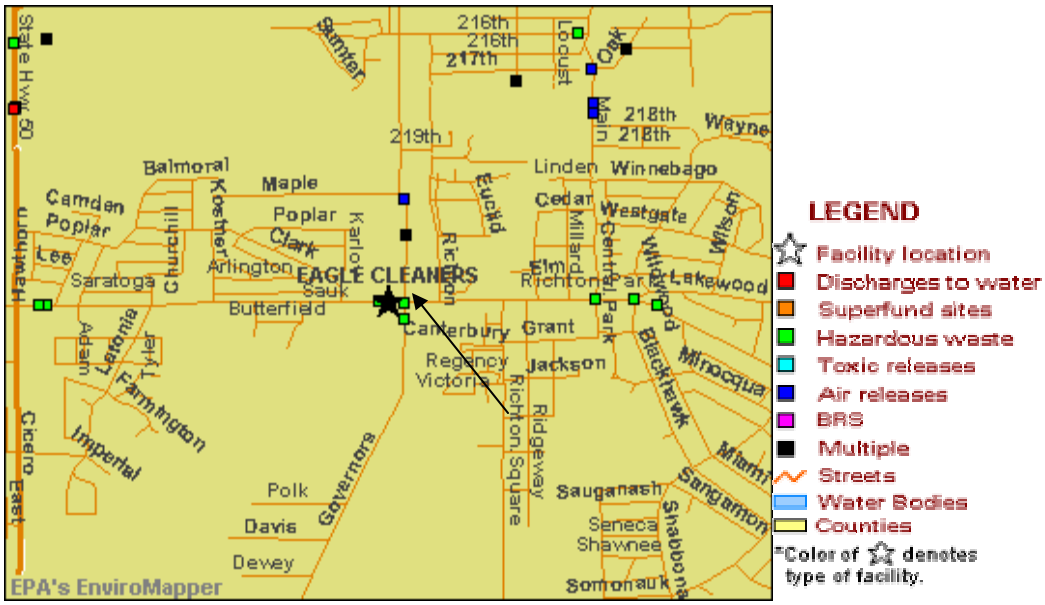 State Hwy 50
Sumter
216th
216th
217th
Locust
Oak
Main
218th
218th
Wayne
219th
Linden
Winnebago
Balmoral
Maple
Camden
Poplar
Lee
Saratoga
Churchill
Kostner
Poplar
Clark
Arlington
Karlov
Euclid
Cedar
Westgate
Wilson
Millard
Central Park
Elm
Richton
Lakewood
Hawthorn
EAGLE CLEANERS
Sauk
Butterfield
Richton
Canterbury
Grant
Regency
Victoria
Jackson
Blackhawk
Minocqua
Adam
Latonia
Tyler
Farmington
Imperial
Cicero
East
Governors
Polk
Davis
Dewey
Richton Square
Ridgeway
Sauganash
Seneca
Shawnee
Somonauk
Shabbona
Sangamon
Miami
EPA's EnviroMapper
LEGEND
Facility location
Discharges to water
Superfund sites
Hazardous waste
Toxic releases
Air releases
BRS
Multiple
Streets
Water Bodies
Counties
*Color of denotes
type of facility.